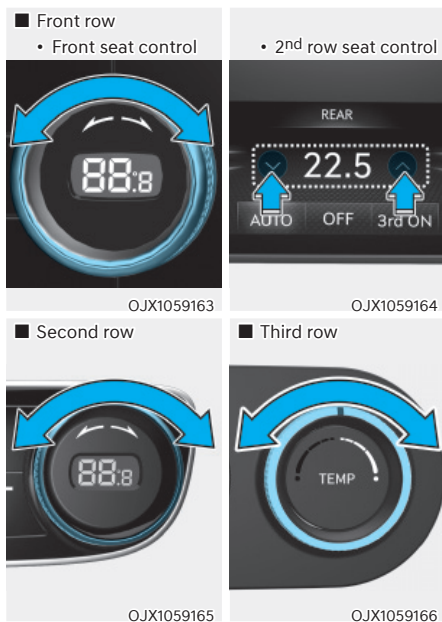 ■ Front row
• Front seat control
• 2nd row seat control
88.8
REAR
22.5
AUTO OFF 3rd ON
OJX1059163
OJX1059164
■ Second row
■ Third row
88.8
TEMP
OJX1059165
OJX1059166